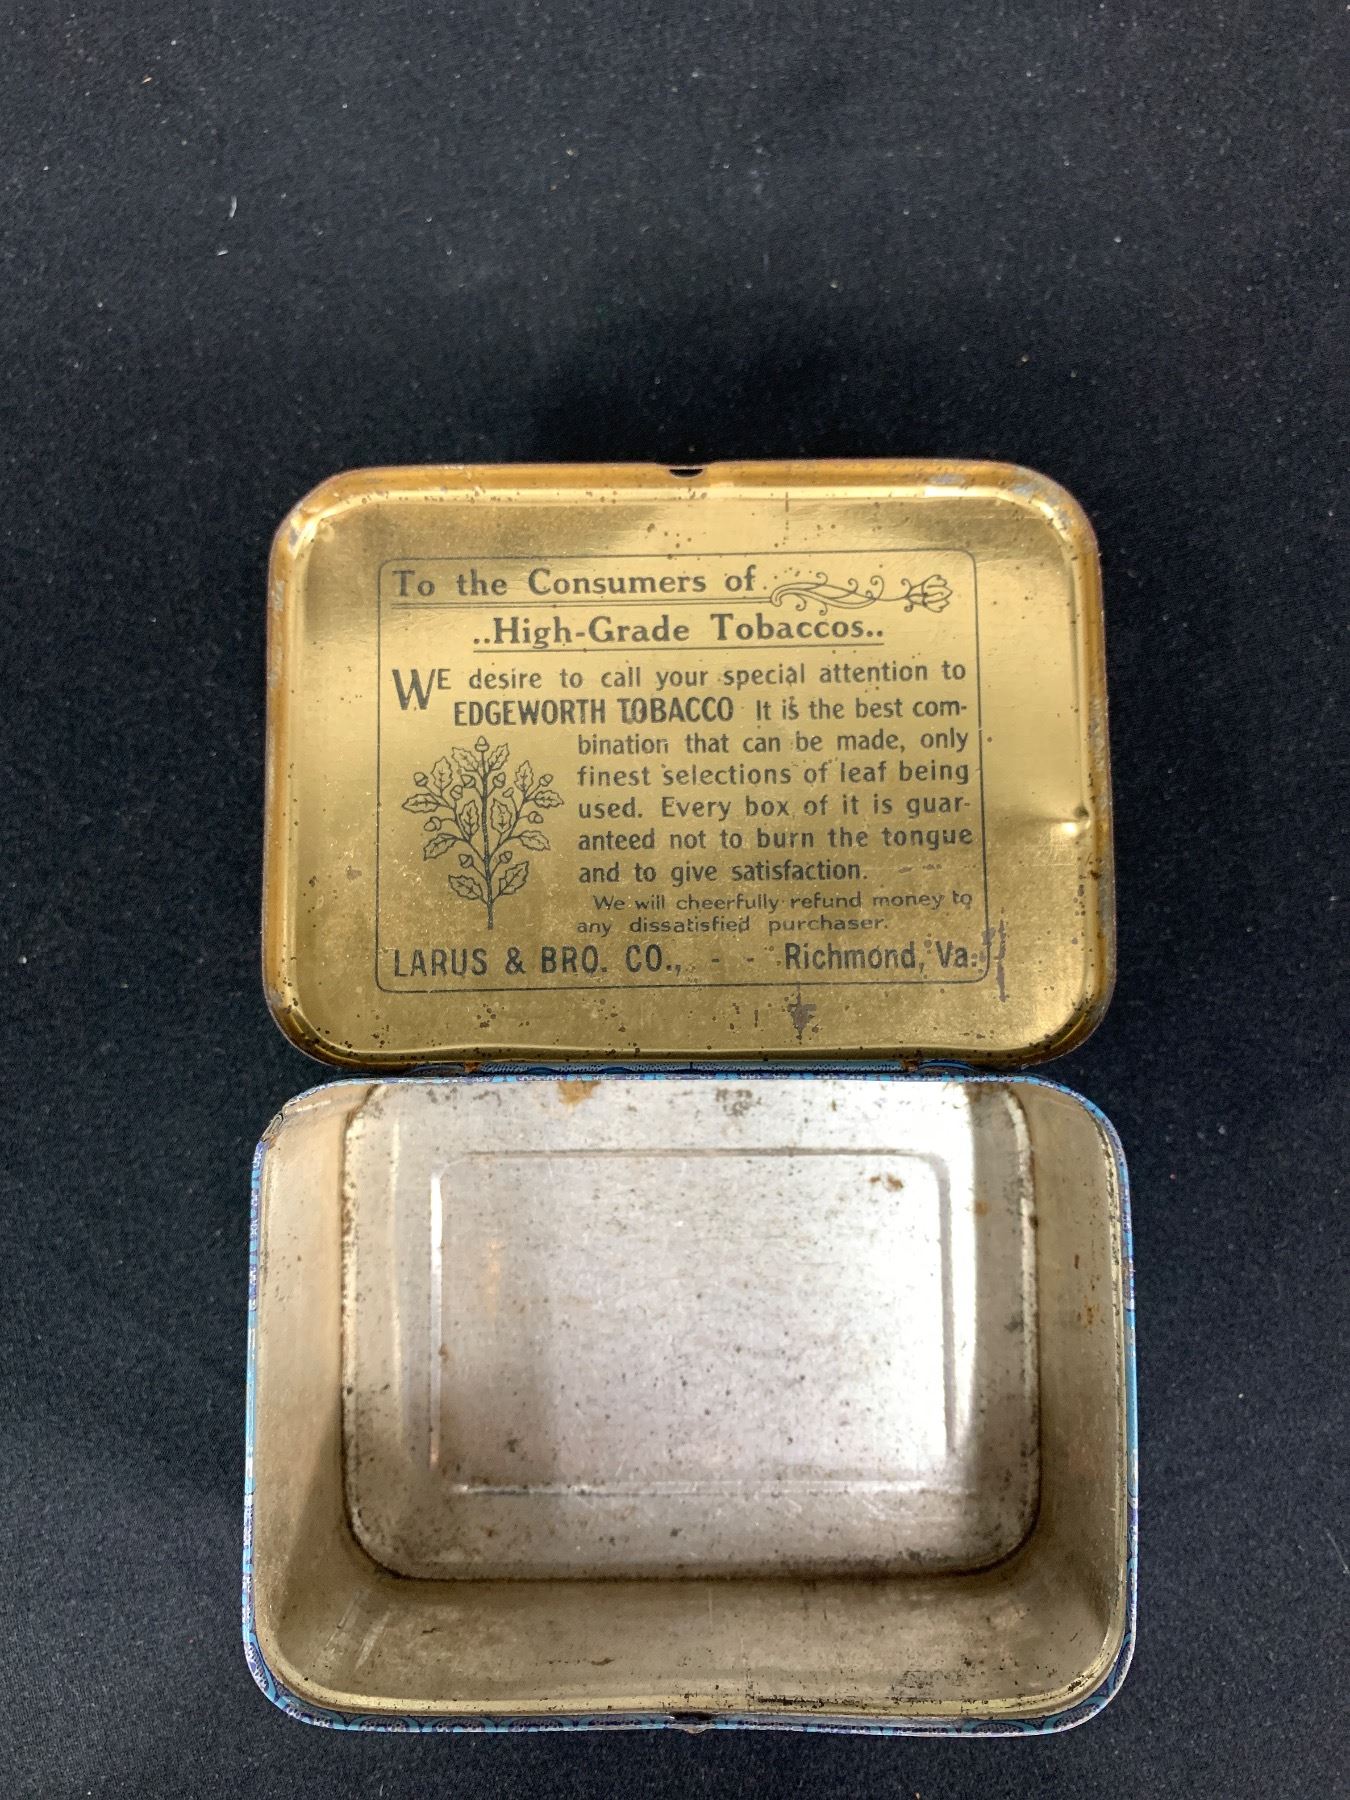 To the Consumers of
..High-Grade Tobaccos..
WE desire to call your special attention to
EDGEWORTH TOBACCO It is the best com-
bination that can be made, only
finest selections of leaf being
used. Every box of it is guar-
anteed not to burn the tongue
and to give satisfaction.
We will cheerfully refund money to
any dissatisfied purchaser.
LARUS & BRO. CO., - - Richmond, Va.